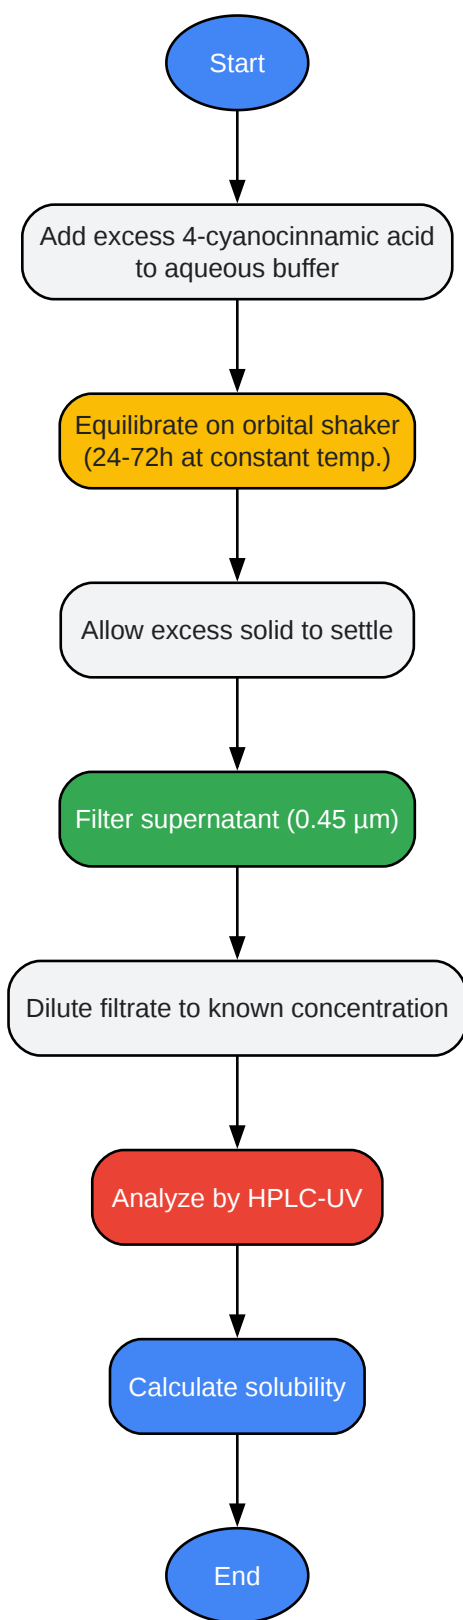 Start
Add excess 4-cyanocinnamic acid
to aqueous buffer
Equilibrate on orbital shaker
(24-72h at constant temp.)
Allow excess solid to settle
Filter supernatant (0.45 µm)
Dilute filtrate to known concentration
Analyze by HPLC-UV
Calculate solubility
End